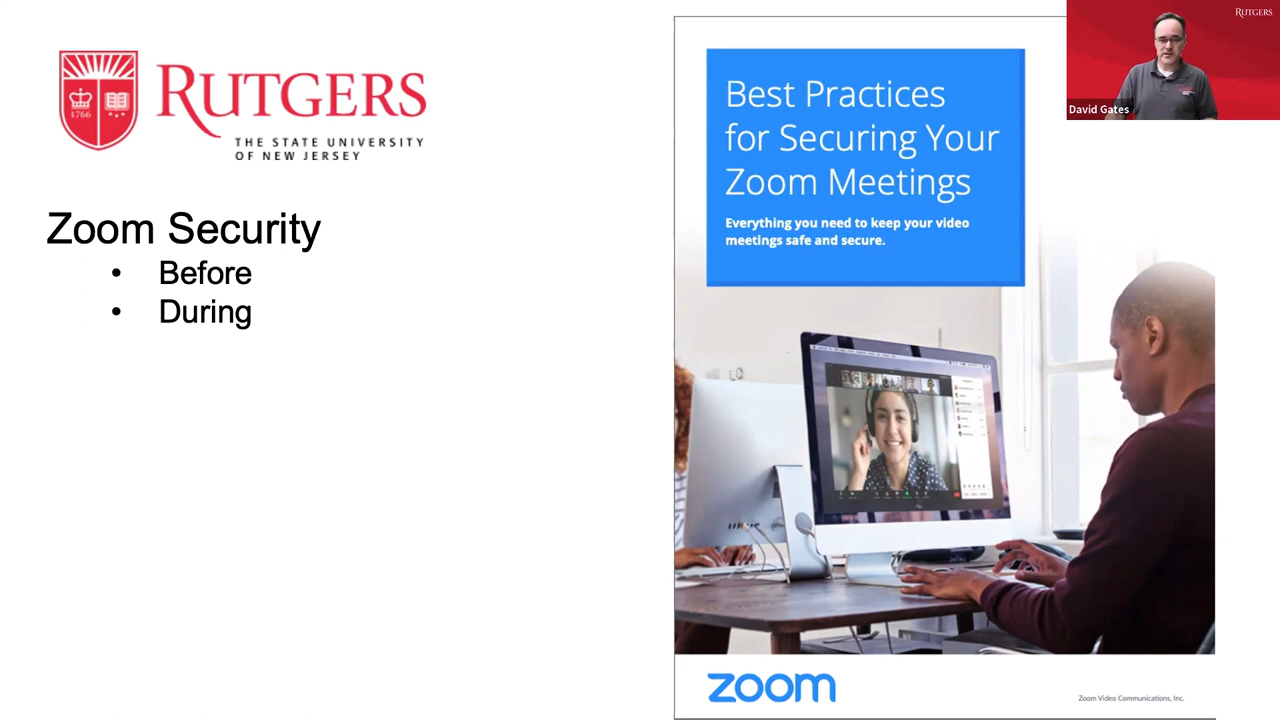 1766
RUTGERS
THE STATE UNIVERSITY
OF NEW JERSEY
Zoom Security
• Before
• During
Best Practices
for Securing Your
Zoom Meetings
Everything you need to keep your video
meetings safe and secure.
zoom
Zoom Video Communications, Inc.
RUTGERS
David Gates